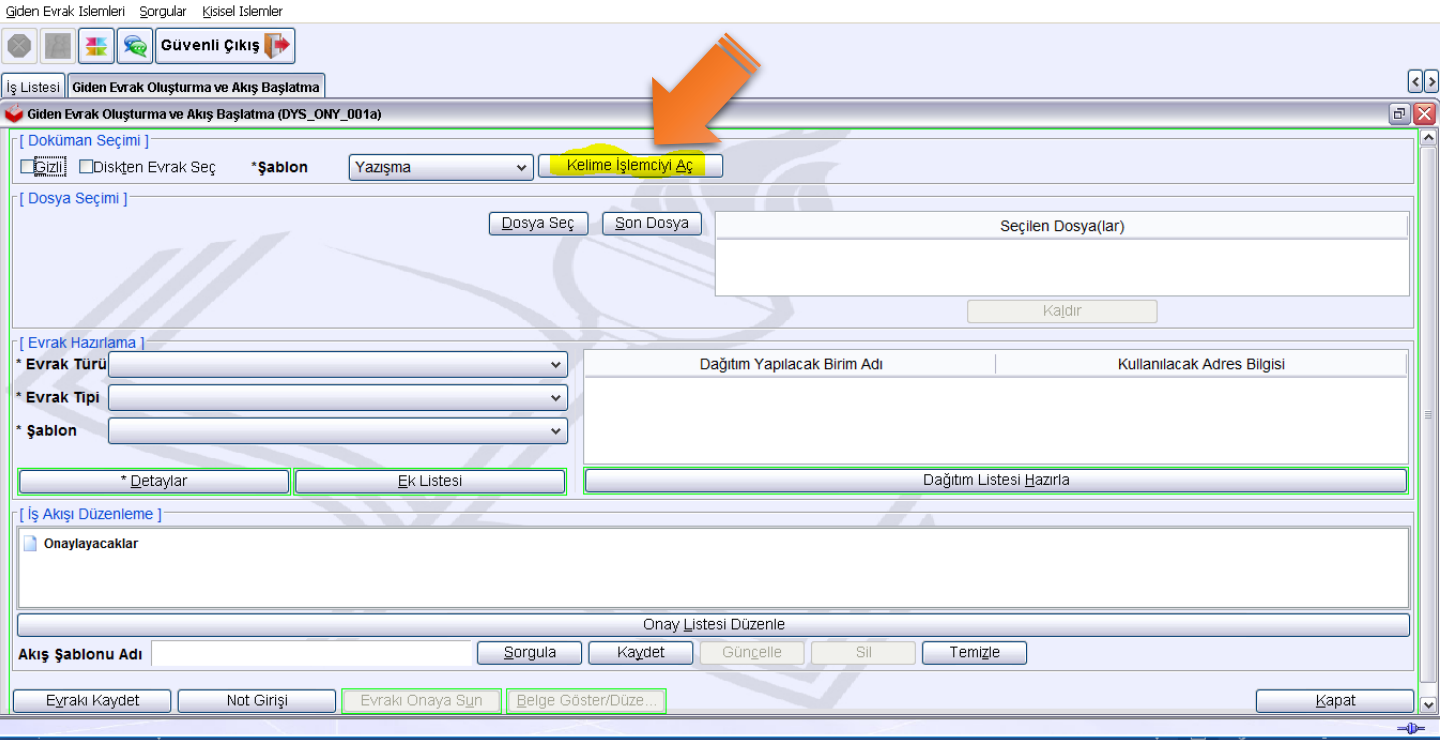 Giden Evrak Islemleri Sorgular Kisisel Islemler
Güvenli Çıkış
İş Listesi Giden Evrak Oluşturma ve Akış Başlatma
Giden Evrak Oluşturma ve Akış Başlatma (DYS_ONY_001a)
[ Doküman Seçimi ]
Gizli Diskten Evrak Seç *Şablon Yazışma Kelime İşlemciyi Aç
[ Dosya Seçimi ]
Dosya Seç Son Dosya Seçilen Dosya(lar)
Kaldır
[ Evrak Hazırlama ]
* Evrak Türü Dağıtım Yapılacak Birim Adı Kullanılacak Adres Bilgisi
* Evrak Tipi
* Şablon
* Detaylar Ek Listesi Dağıtım Listesi Hazırla
[ İş Akışı Düzenleme ]
Onaylayacaklar
Onay Listesi Düzenle
Akış Şablonu Adı Sorgula Kaydet Güncelle Sil Temizle
Evrakı Kaydet Not Girişi Evrakı Onaya Sun Belge Göster/Düze... Kapat